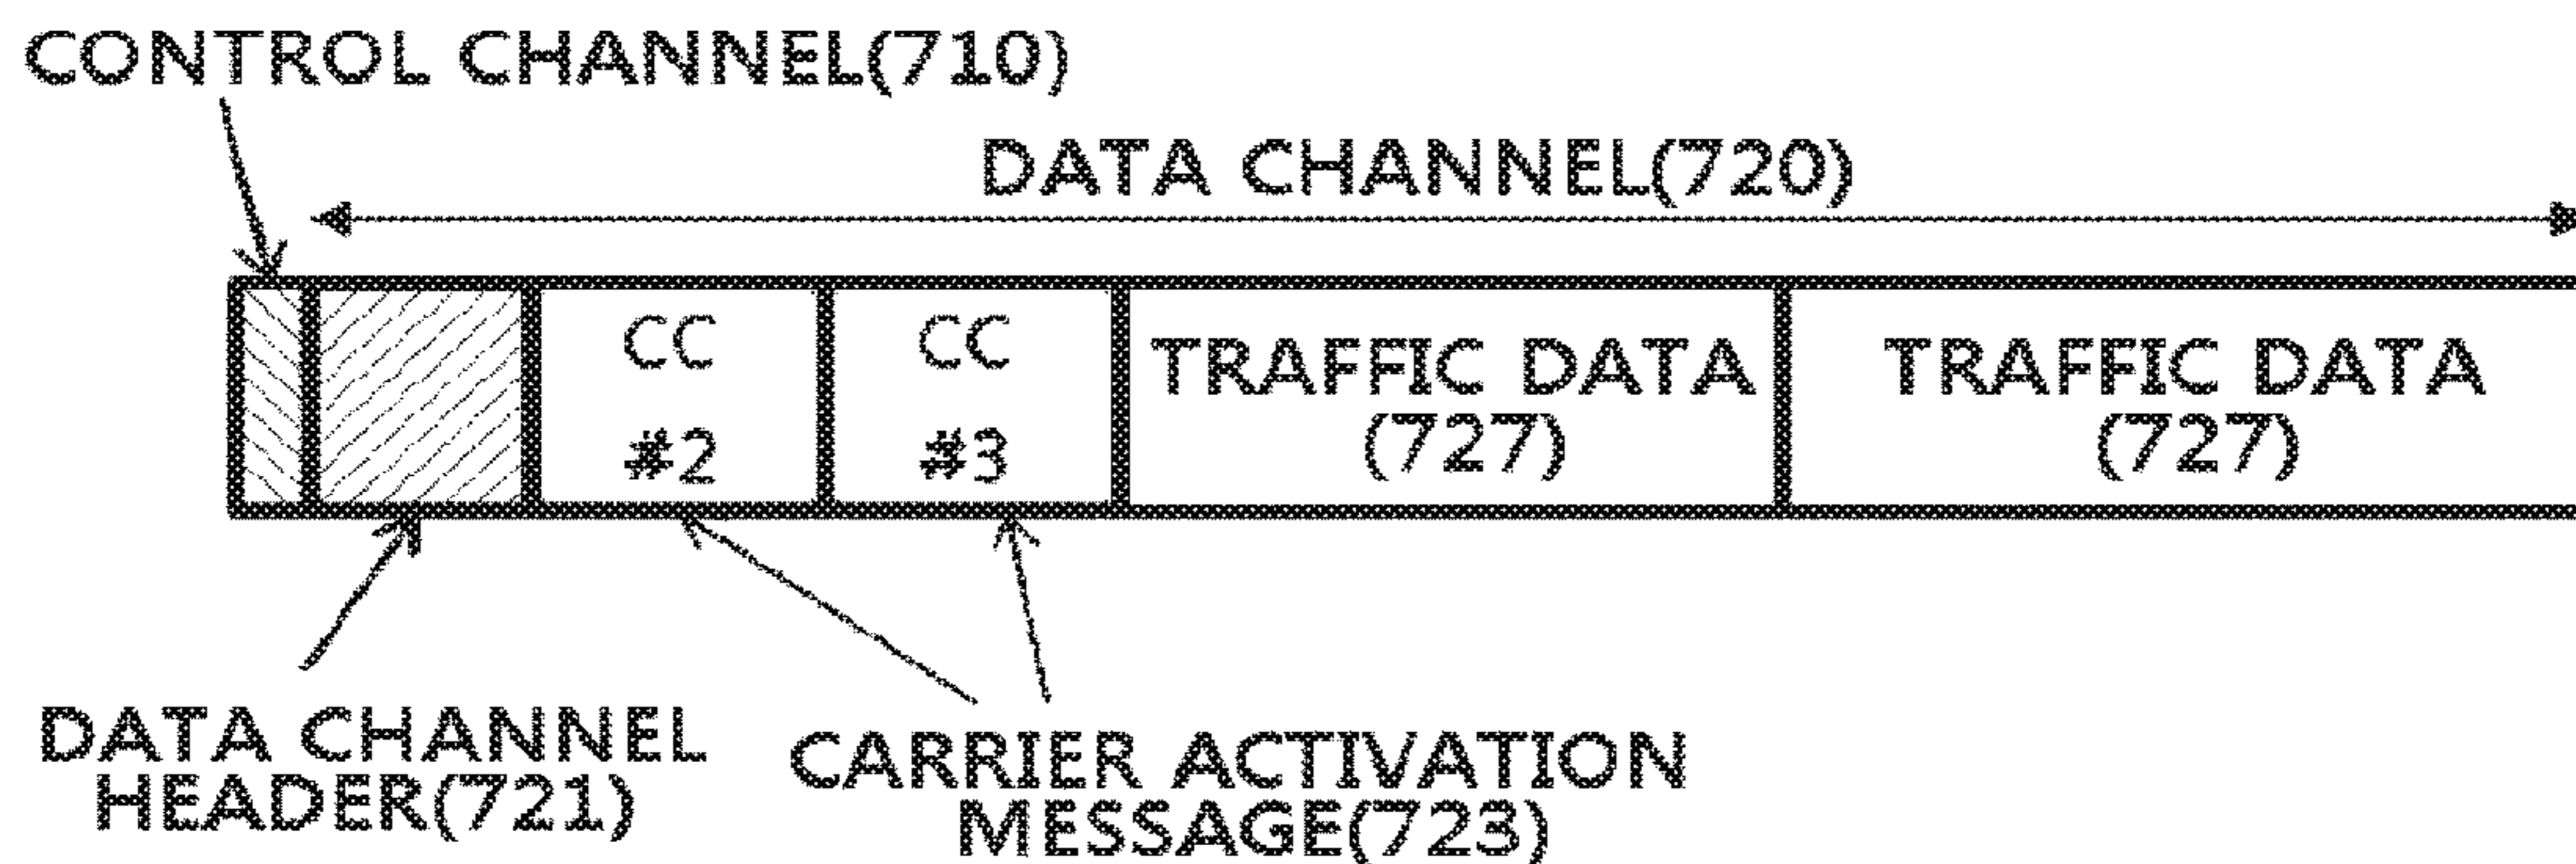 CONTROL CHANNEL(710)
DATA CHANNEL(720)
CC
#2
CC
#3
TRAFFIC DATA
(727)
TRAFFIC DATA
(727)
DATA CHANNEL
HEADER(721)
CARRIER ACTIVATION
MESSAGE(723)